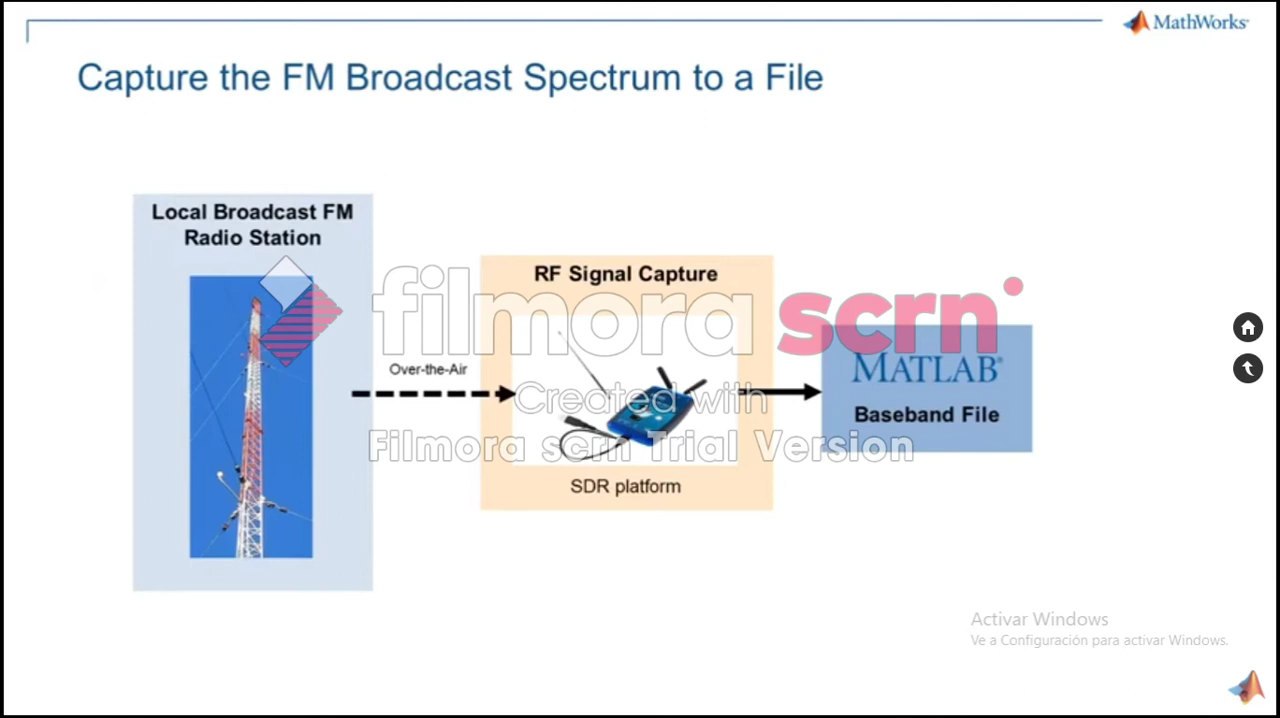 MathWorks®
Capture the FM Broadcast Spectrum to a File
Local Broadcast FM
Radio Station
Over-the-Air
RF Signal Capture
SDR platform
MATLAB®
Baseband File
filmora scrn
Created with
Filmora scrn Trial Version
Activar Windows
Ve a Configuración para activar Windows.